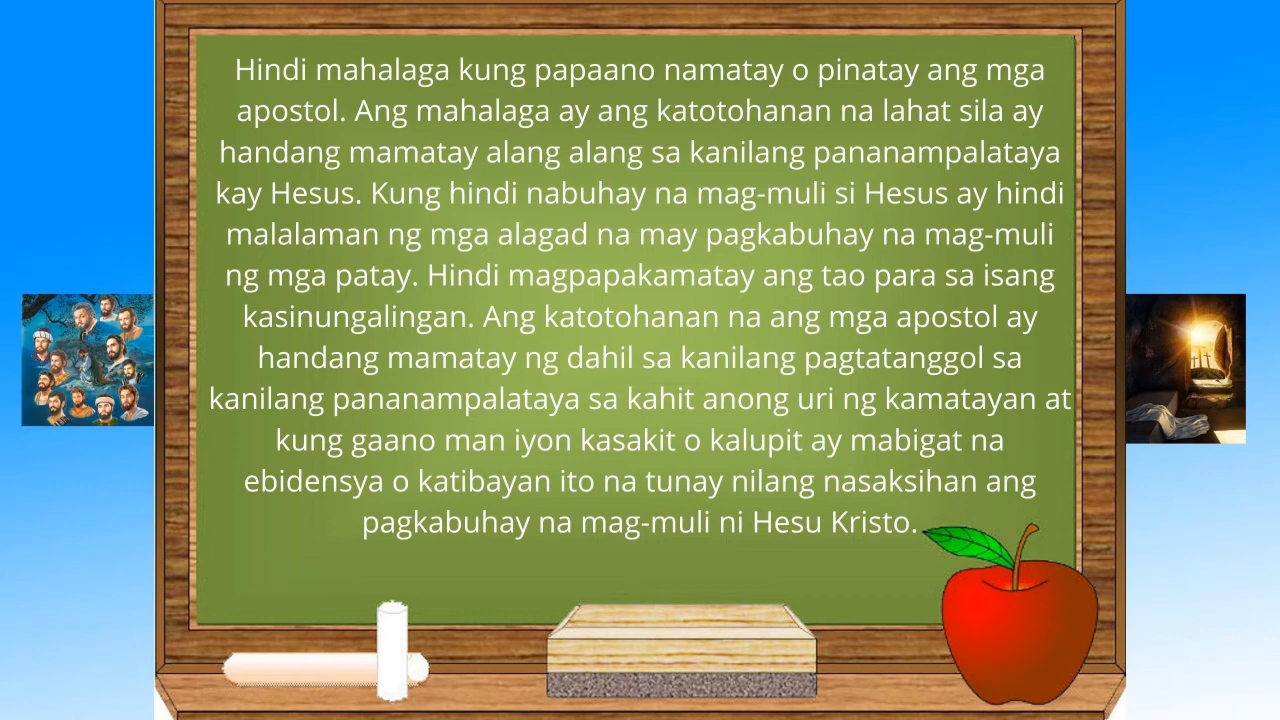 Hindi mahalaga kung papaano namatay o pinatay ang mga
apostol. Ang mahalaga ay ang katotohanan na lahat sila ay
handang mamatay alang alang sa kanilang pananampalataya
kay Hesus. Kung hindi nabuhay na mag-muli si Hesus ay hindi
malalaman ng mga alagad na may pagkabuhay na mag-muli
ng mga patay. Hindi magpapakamatay ang tao para sa isang
kasinungalingan. Ang katotohanan na ang mga apostol ay
handang mamatay ng dahil sa kanilang pagtatanggol sa
kanilang pananampalataya sa kahit anong uri ng kamatayan at
kung gaano man iyon kasakit o kalupit ay mabigat na
ebidensya o katibayan ito na tunay nilang nasaksihan ang
pagkabuhay na mag-muli ni Hesu Kristo.